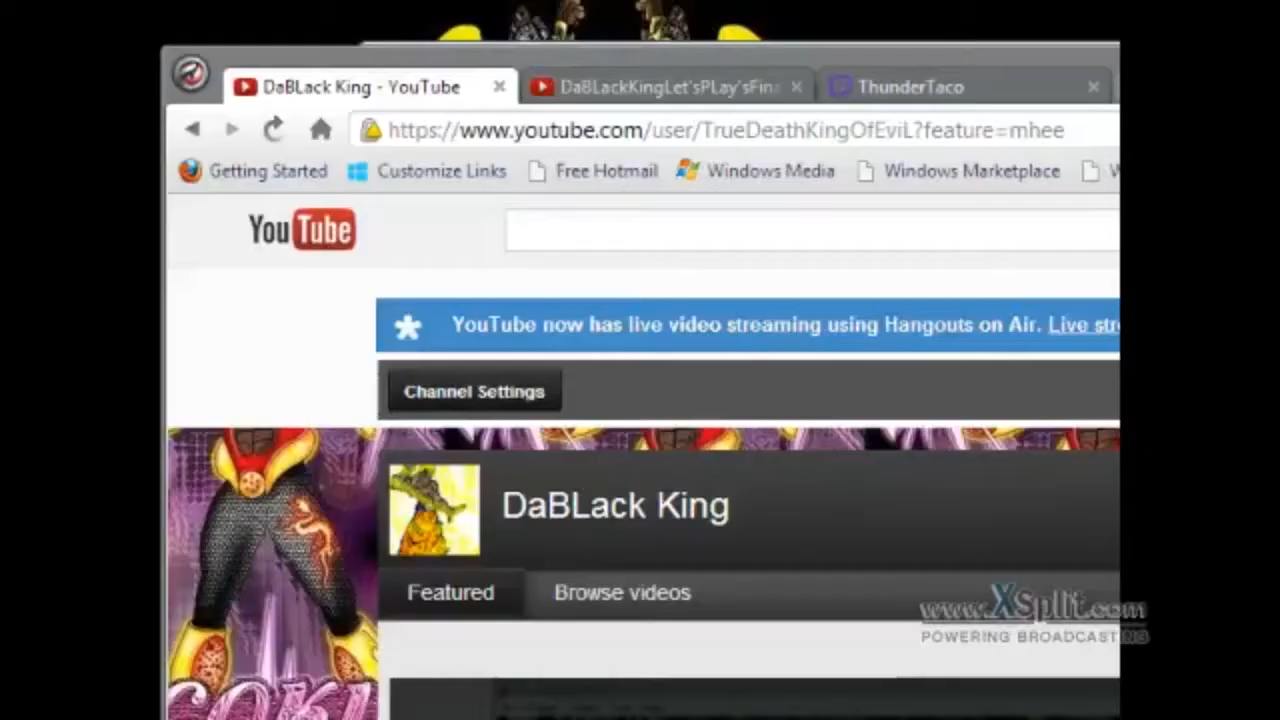 DaBLack King - YouTube
DaBLackKingLet'sPLay'sFin
ThunderTaco
https://www.youtube.com/user/TrueDeathKingOfEviL?feature=mhee
Getting Started
Customize Links
Free Hotmail
Windows Media
Windows Marketplace
W
YouTube
YouTube now has live video streaming using Hangouts on Air. Live str
Channel Settings
DaBLack King
Featured
Browse videos
www.XSplit.com
POWERING BROADCASTING